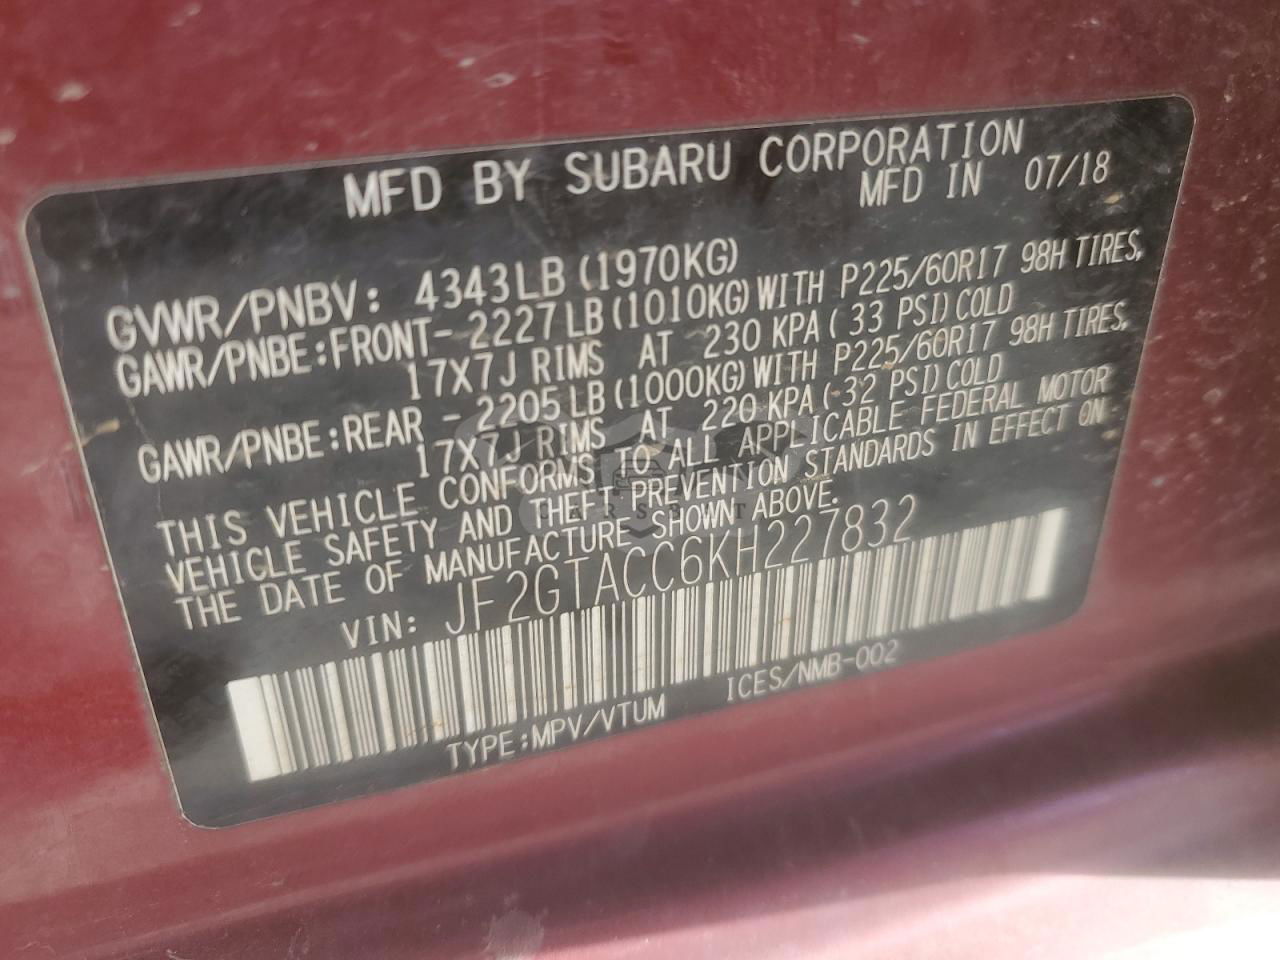 MFD BY SUBARU CORPORATION
MFD IN 07/18
GVWR/PNBV: 4343LB (1970KG)
GAWR/PNBE:FRONT- 2227LB (1010KG) WITH P225/60R17 98H TIRES,
17X7J RIMS AT 230 KPA ( 33 PSI) COLD
GAWR/PNBE:REAR - 2205LB (1000KG) WITH P225/60R17 98H TIRES,
17X7J RIMS AT 220 KPA ( 32 PSI) COLD
THIS VEHICLE CONFORMS TO ALL APPLICABLE FEDERAL MOTOR
VEHICLE SAFETY AND THEFT PREVENTION STANDARDS IN EFFECT ON
THE DATE OF MANUFACTURE SHOWN ABOVE.
VIN: JF2GTACC6KH227832
TYPE:MPV/VTUM ICES/NMB-002